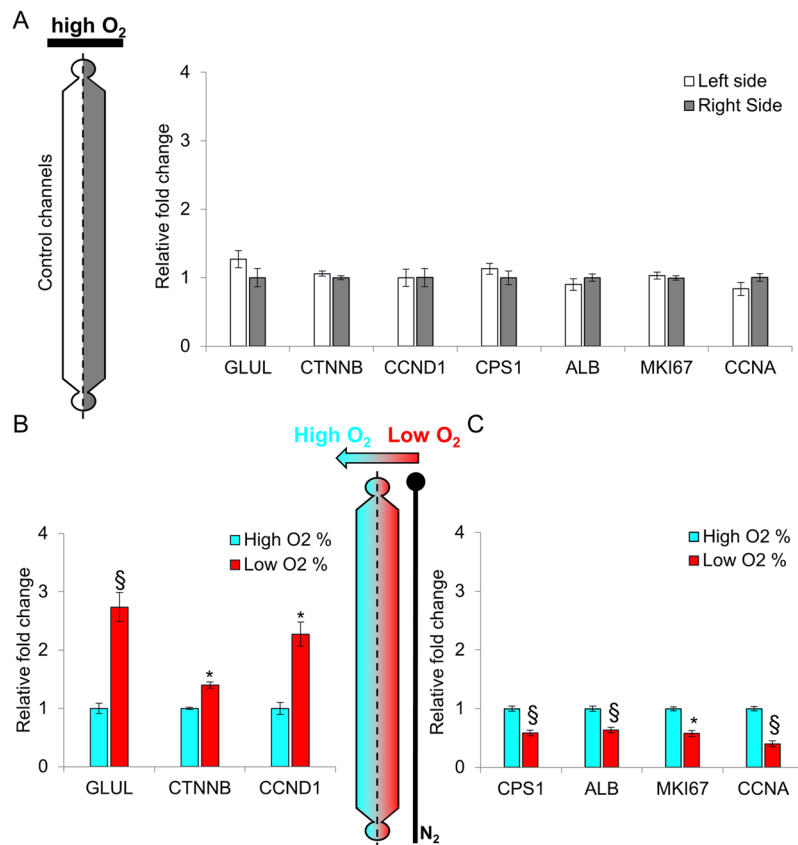 A
high O2
Control channels
Relative fold change
4
3
2
1
0
Left side
Right Side
GLUL CTNNB CCND1 CPS1 ALB MKI67 CCNA
B
High O2 Low O2
C
Relative fold change
4
3
2
1
0
High O2 %
Low O2 %
§
*
*
GLUL CTNNB CCND1
N2
Relative fold change
4
3
2
1
0
High O2 %
Low O2 %
§
§
*
§
CPS1 ALB MKI67 CCNA